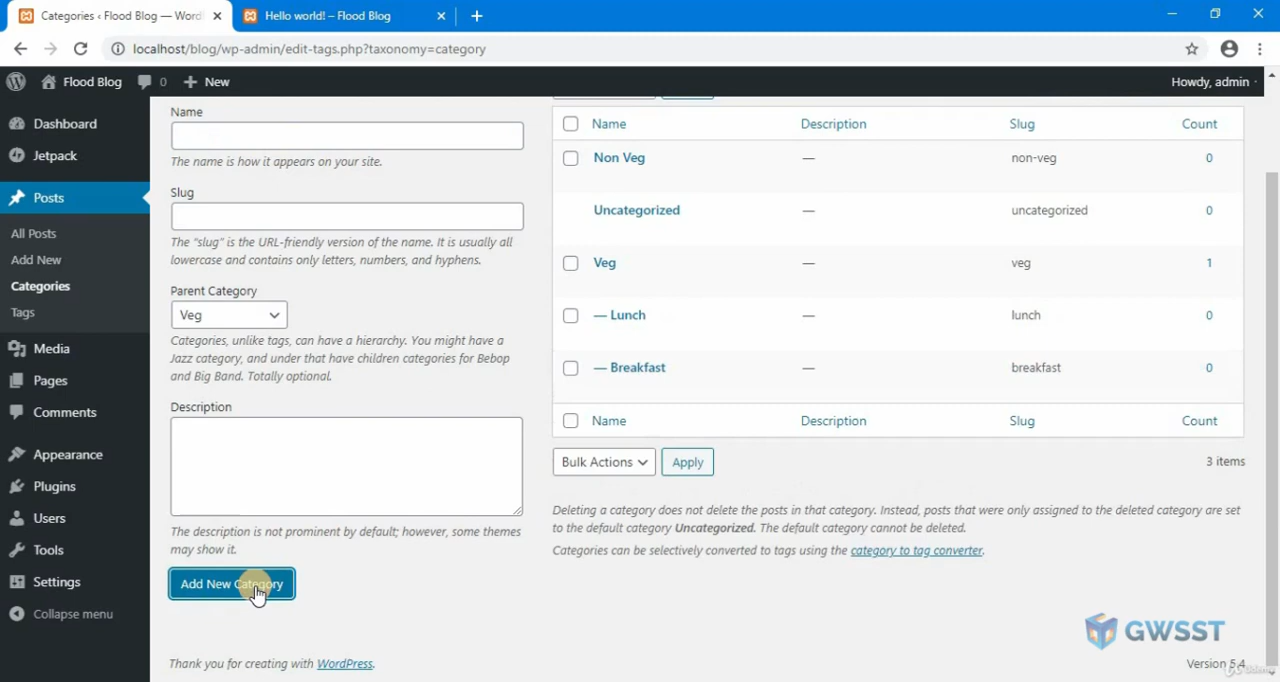 Categories ‹ Flood Blog — Word
Hello world! – Flood Blog
localhost/blog/wp-admin/edit-tags.php?taxonomy=category
Flood Blog
0
New
Howdy, admin
Dashboard
Jetpack
Posts
All Posts
Add New
Categories
Tags
Media
Pages
Comments
Appearance
Plugins
Users
Tools
Settings
Collapse menu
Name
The name is how it appears on your site.
Slug
The “slug” is the URL-friendly version of the name. It is usually all
lowercase and contains only letters, numbers, and hyphens.
Parent Category
Veg
Categories, unlike tags, can have a hierarchy. You might have a
Jazz category, and under that have children categories for Bebop
and Big Band. Totally optional.
Description
The description is not prominent by default; however, some themes
may show it.
Add New Category
Name Description Slug Count
Non Veg — non-veg 0
Uncategorized — uncategorized 0
Veg — veg 1
— Lunch — lunch 0
— Breakfast — breakfast 0
Name Description Slug Count
Bulk Actions Apply 3 items
Deleting a category does not delete the posts in that category. Instead, posts that were only assigned to the deleted category are set
to the default category Uncategorized. The default category cannot be deleted.
Categories can be selectively converted to tags using the category to tag converter.
GWSST
Thank you for creating with WordPress.
Version 5.4